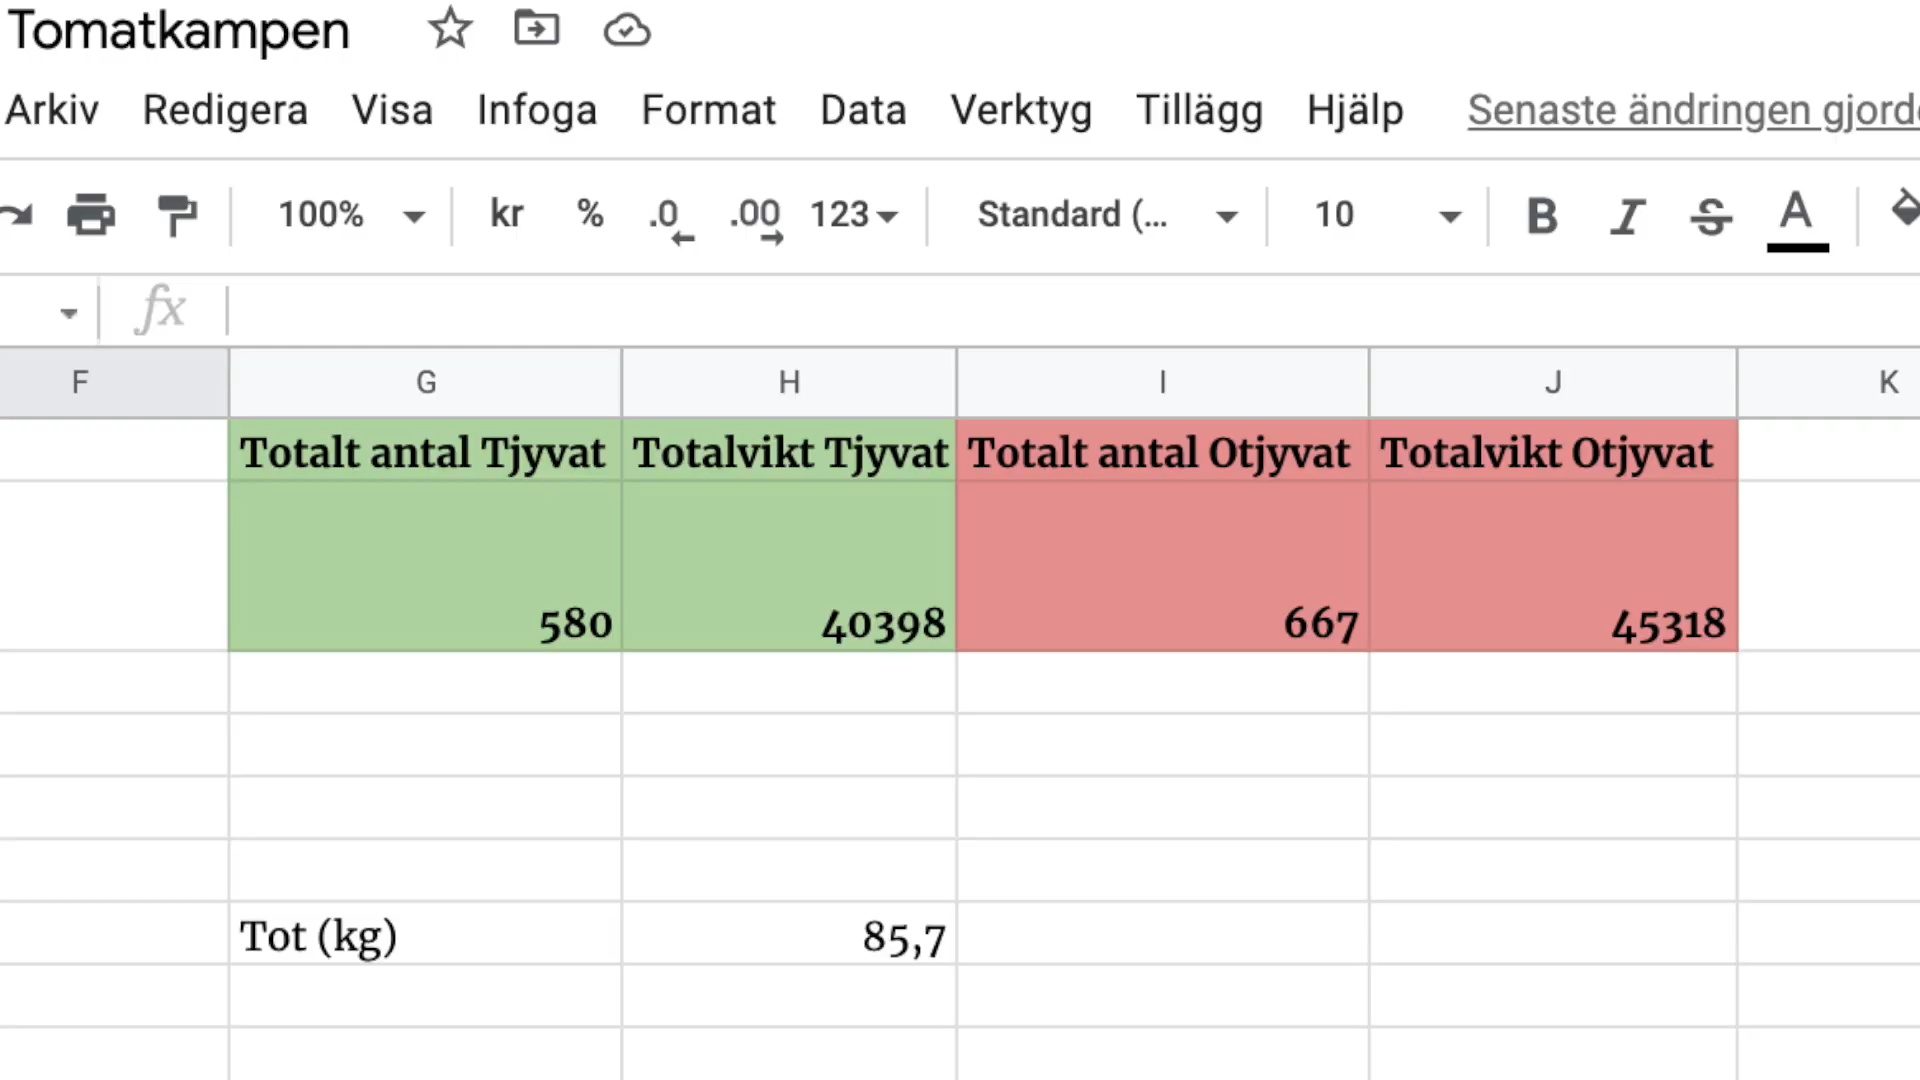 Tomatkampen
Arkiv Redigera Visa Infoga Format Data Verktyg Tillägg Hjälp Senaste ändringen gjord
100% kr % .0 .00 123 Standard (... 10 B I S A
fx
F G H I J K
Totalt antal Tjyvat Totalvikt Tjyvat Totalt antal Otjyvat Totalvikt Otjyvat
580 40398 667 45318
Tot (kg) 85,7